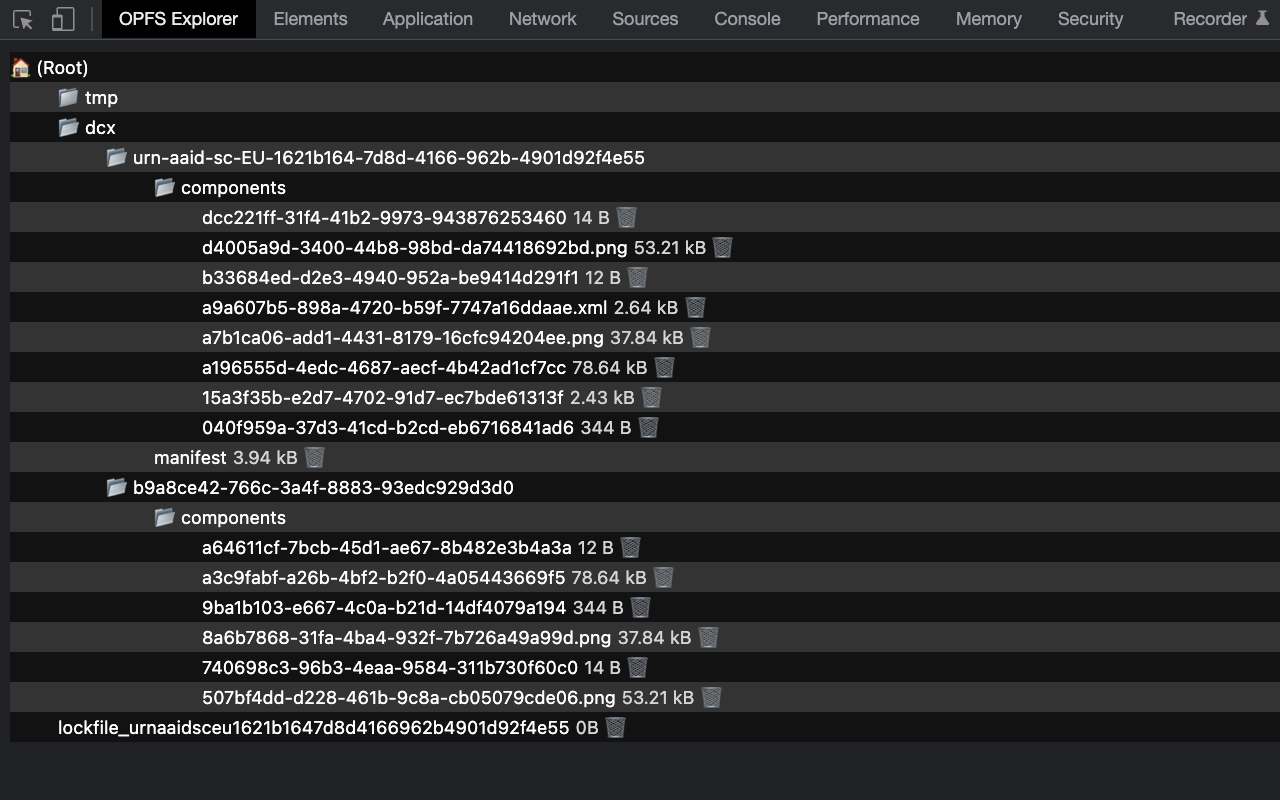 OPFS Explorer Elements Application Network Sources Console Performance Memory Security Recorder
(Root)
tmp
dcx
urn-aaid-sc-EU-1621b164-7d8d-4166-962b-4901d92f4e55
components
dcc221ff-31f4-41b2-9973-943876253460 14 B
d4005a9d-3400-44b8-98bd-da74418692bd.png 53.21 kB
b33684ed-d2e3-4940-952a-be9414d291f1 12 B
a9a607b5-898a-4720-b59f-7747a16ddaae.xml 2.64 kB
a7b1ca06-add1-4431-8179-16cfc94204ee.png 37.84 kB
a196555d-4edc-4687-aecf-4b42ad1cf7cc 78.64 kB
15a3f35b-e2d7-4702-91d7-ec7bde61313f 2.43 kB
040f959a-37d3-41cd-b2cd-eb6716841ad6 344 B
manifest 3.94 kB
b9a8ce42-766c-3a4f-8883-93edc929d3d0
components
a64611cf-7bcb-45d1-ae67-8b482e3b4a3a 12 B
a3c9fabf-a26b-4bf2-b2f0-4a05443669f5 78.64 kB
9ba1b103-e667-4c0a-b21d-14df4079a194 344 B
8a6b7868-31fa-4ba4-932f-7b726a49a99d.png 37.84 kB
740698c3-96b3-4eaa-9584-311b730f60c0 14 B
507bf4dd-d228-461b-9c8a-cb05079cde06.png 53.21 kB
lockfile_urnaaidsceu1621b1647d8d4166962b4901d92f4e55 0B